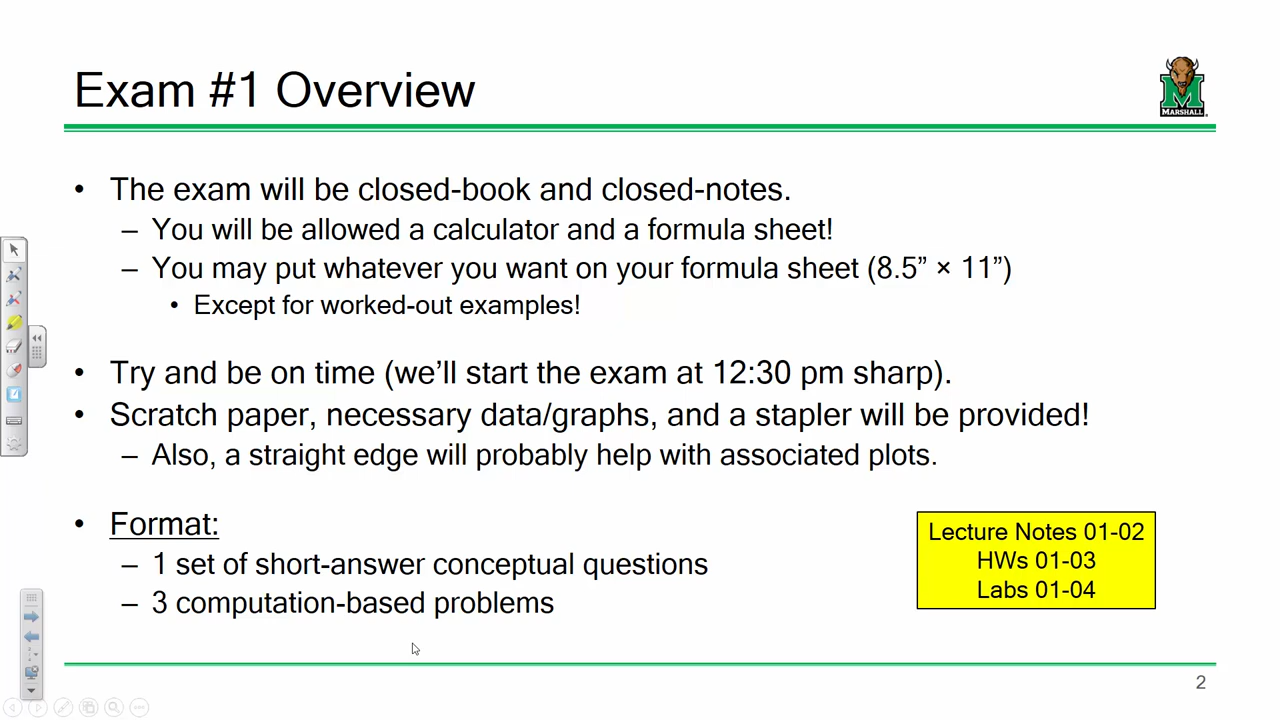 Exam #1 Overview
MARSHALL
• The exam will be closed-book and closed-notes.
– You will be allowed a calculator and a formula sheet!
– You may put whatever you want on your formula sheet (8.5” × 11”)
• Except for worked-out examples!
• Try and be on time (we’ll start the exam at 12:30 pm sharp).
• Scratch paper, necessary data/graphs, and a stapler will be provided!
– Also, a straight edge will probably help with associated plots.
• Format:
– 1 set of short-answer conceptual questions
– 3 computation-based problems
Lecture Notes 01-02
HWs 01-03
Labs 01-04
2